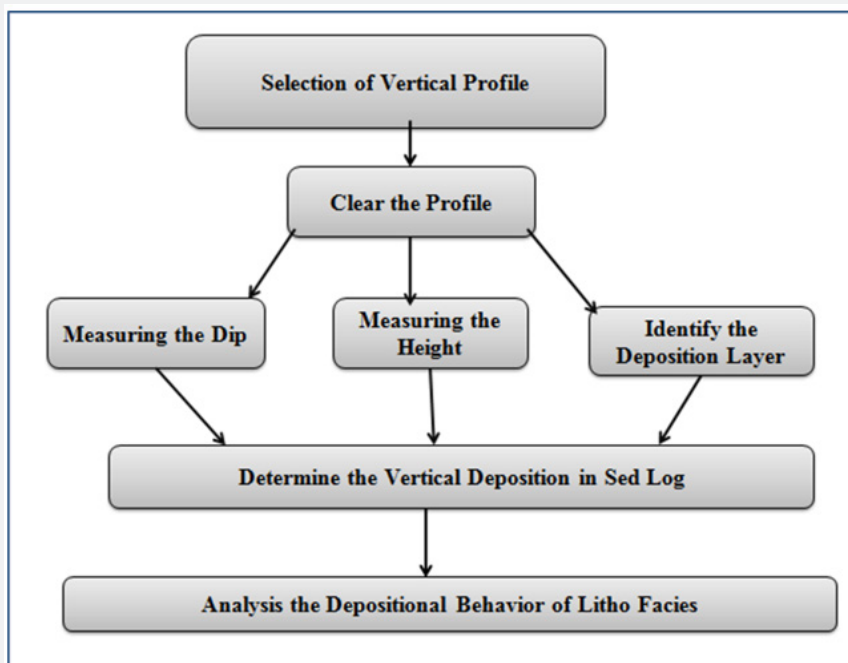 Selection of Vertical Profile
Clear the Profile
Measuring the Dip
Measuring the
Height
Identify the
Deposition Layer
Determine the Vertical Deposition in Sed Log
Analysis the Depositional Behavior of Litho Facies